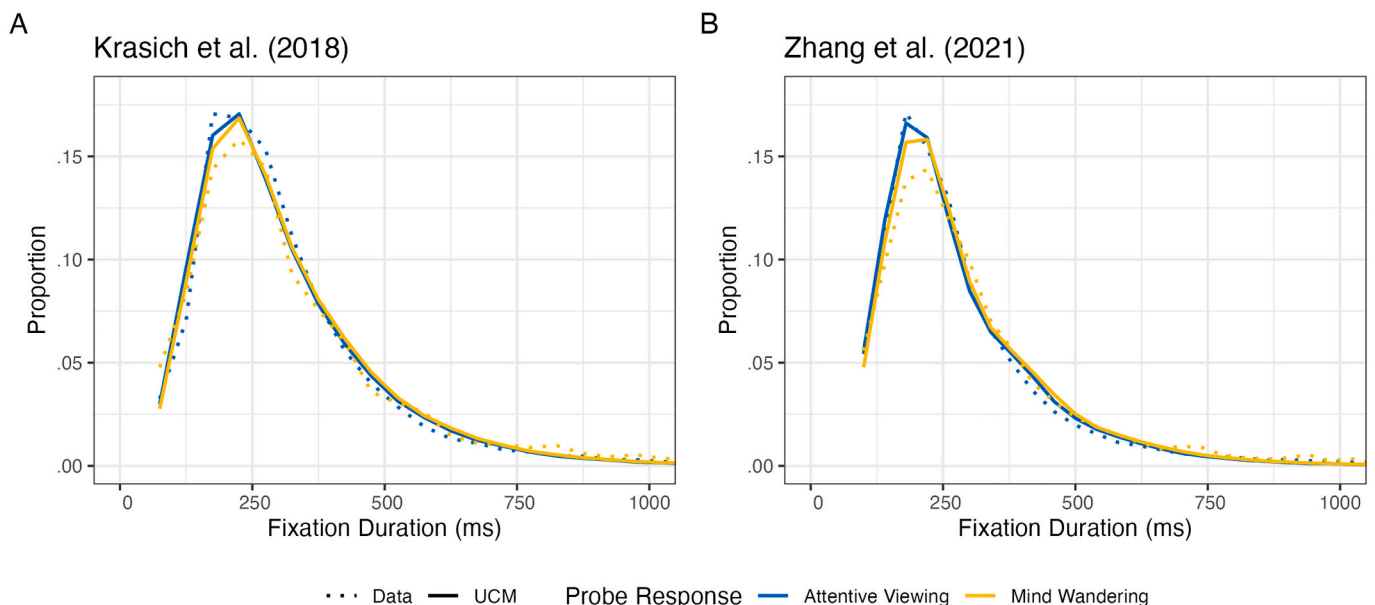 A
Krasich et al. (2018)
Proportion
.15
.10
.05
.00
0 250 500 750 1000
Fixation Duration (ms)
B
Zhang et al. (2021)
Proportion
.15
.10
.05
.00
0 250 500 750 1000
Fixation Duration (ms)
Data UCM Probe Response Attentive Viewing Mind Wandering